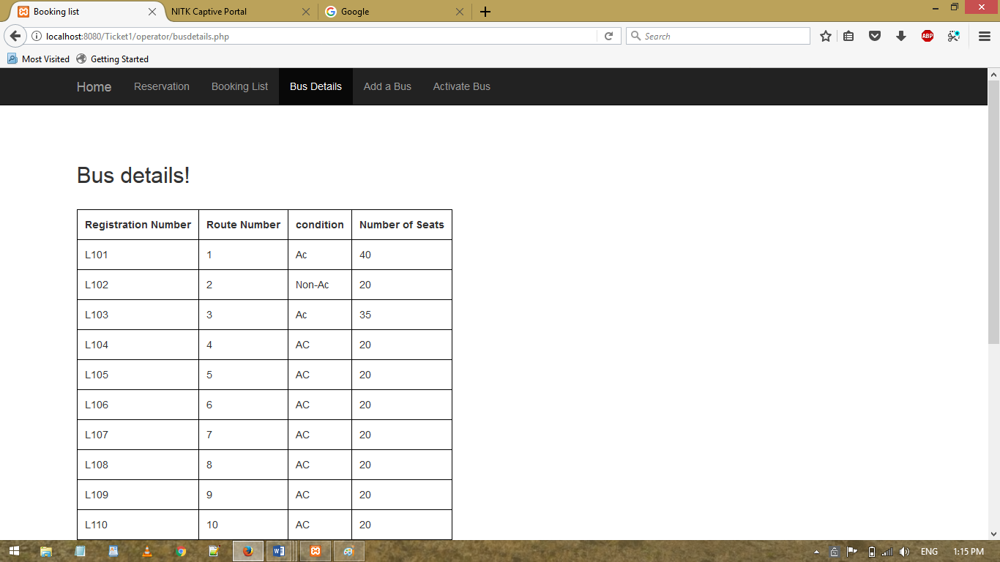 Booking list NITK Captive Portal Google
localhost:8080/Ticket1/operator/busdetails.php Search ABP
Most Visited Getting Started
Home Reservation Booking List Bus Details Add a Bus Activate Bus
Bus details!
Registration Number Route Number condition Number of Seats
L101 1 Ac 40
L102 2 Non-Ac 20
L103 3 Ac 35
L104 4 AC 20
L105 5 AC 20
L106 6 AC 20
L107 7 AC 20
L108 8 AC 20
L109 9 AC 20
L110 10 AC 20
ENG 1:15 PM